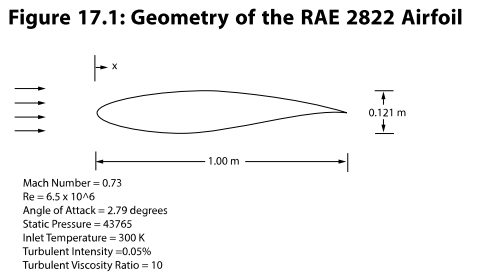 Figure 17.1: Geometry of the RAE 2822 Airfoil
x
0.121 m
1.00 m
Mach Number = 0.73
Re = 6.5 x 10^6
Angle of Attack = 2.79 degrees
Static Pressure = 43765
Inlet Temperature = 300 K
Turbulent Intensity =0.05%
Turbulent Viscosity Ratio = 10